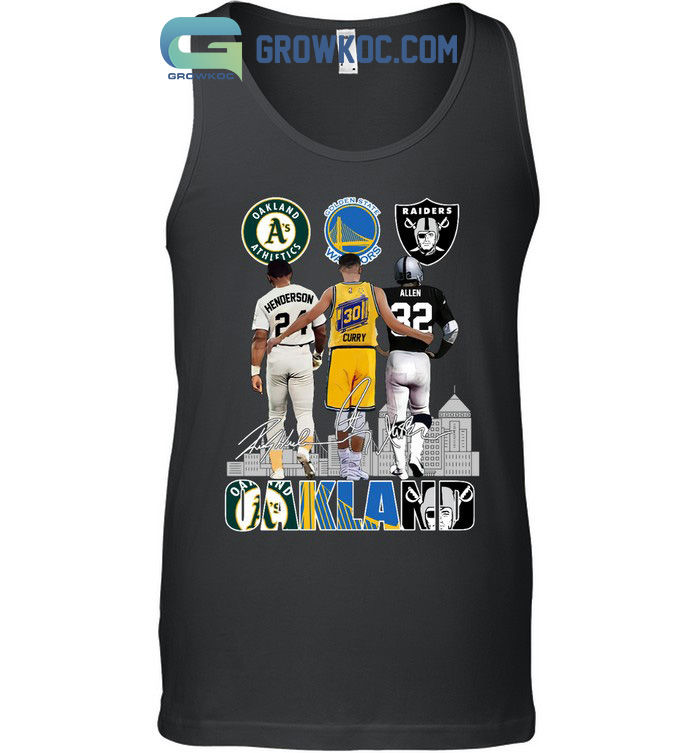 GROWKOC
GROWKOC.COM
OAKLAND
A's
ATHLETICS
GOLDEN STATE
WARRIORS
RAIDERS
HENDERSON
24
30
CURRY
ALLEN
32
OAKLAND